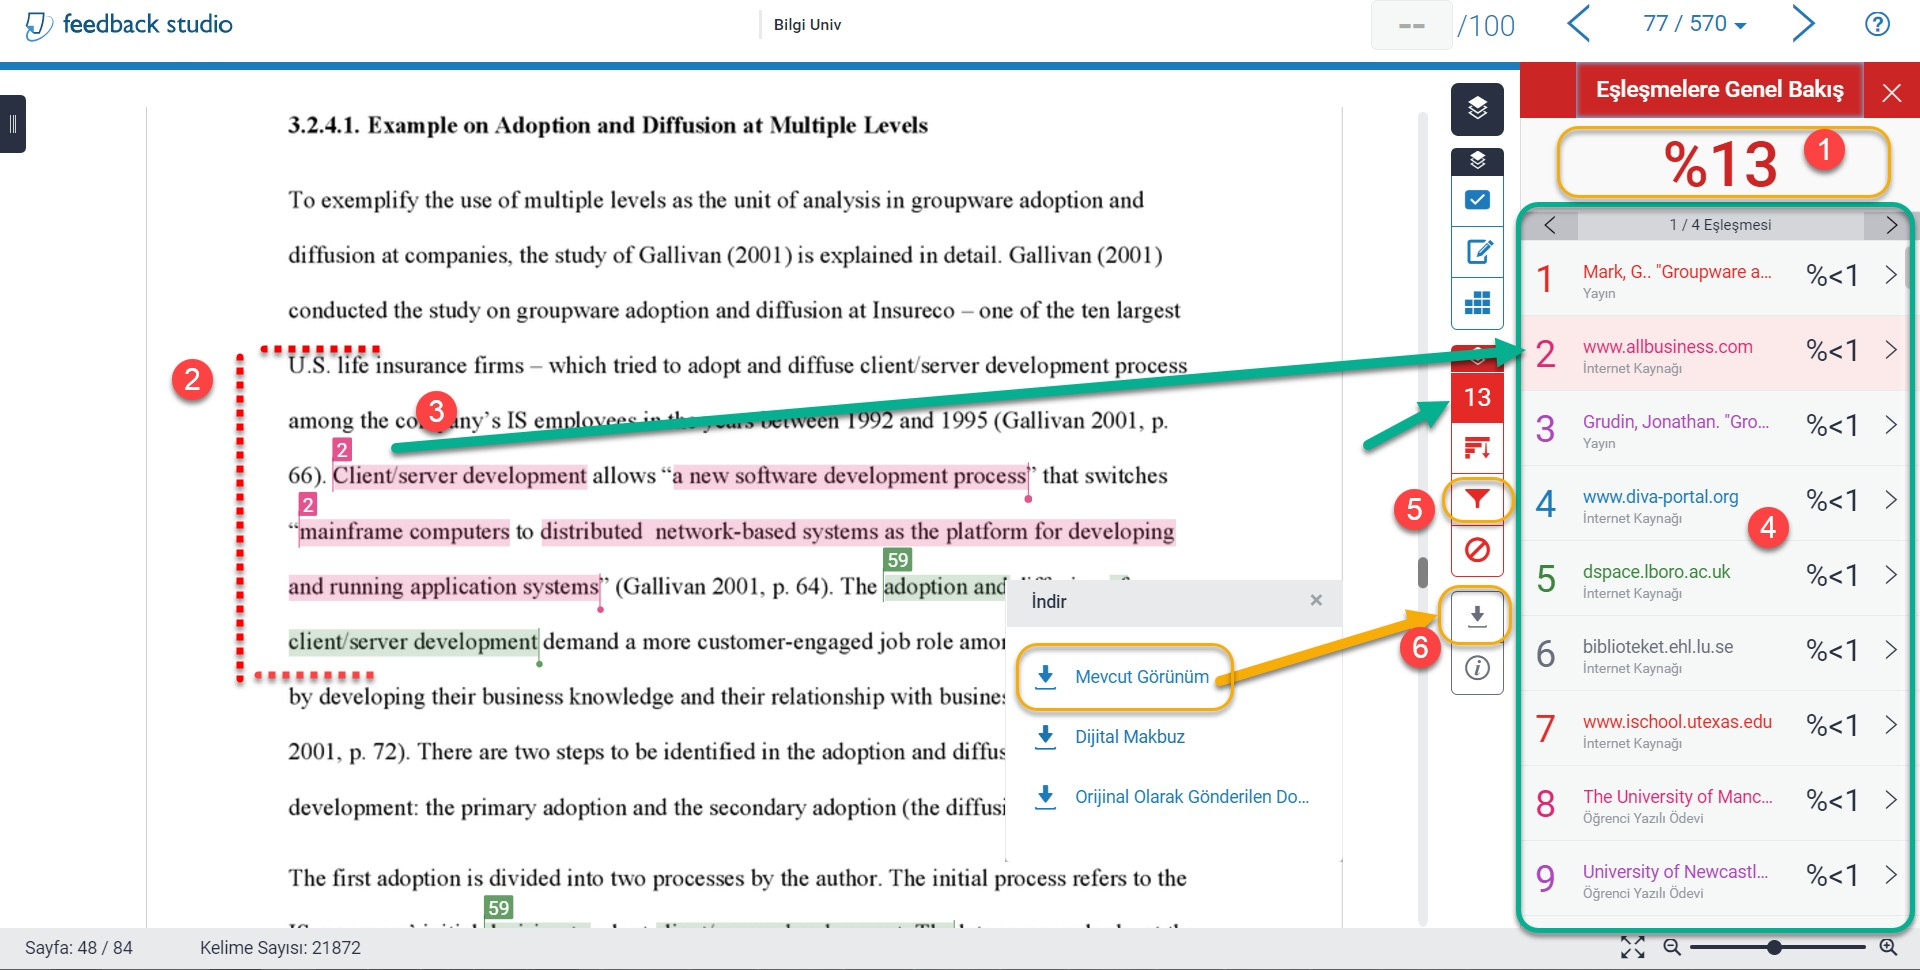 feedback studio
Bilgi Univ
-- /100
77 / 570
?
Eşleşmelere Genel Bakış
%13
1
1 / 4 Eşleşmesi
1 Mark, G.. "Groupware a... %<1
Yayın
2 www.allbusiness.com %<1
İnternet Kaynağı
3 Grudin, Jonathan. "Gro... %<1
Yayın
4 www.diva-portal.org %<1
İnternet Kaynağı
4
5 dspace.lboro.ac.uk %<1
İnternet Kaynağı
6 biblioteket.ehl.lu.se %<1
İnternet Kaynağı
7 www.ischool.utexas.edu %<1
İnternet Kaynağı
8 The University of Manc... %<1
Öğrenci Yazılı Ödevi
9 University of Newcastl... %<1
Öğrenci Yazılı Ödevi
13
5
6
3.2.4.1. Example on Adoption and Diffusion at Multiple Levels
To exemplify the use of multiple levels as the unit of analysis in groupware adoption and
diffusion at companies, the study of Gallivan (2001) is explained in detail. Gallivan (2001)
conducted the study on groupware adoption and diffusion at Insureco – one of the ten largest
2
U.S. life insurance firms – which tried to adopt and diffuse client/server development process
3
among the company’s IS employees in the years between 1992 and 1995 (Gallivan 2001, p.
2
66). Client/server development allows “a new software development process” that switches
2
“mainframe computers to distributed network-based systems as the platform for developing
59
and running application systems” (Gallivan 2001, p. 64). The adoption and
client/server development demand a more customer-engaged job role amon
by developing their business knowledge and their relationship with busines
2001, p. 72). There are two steps to be identified in the adoption and diffus
development: the primary adoption and the secondary adoption (the diffusi
The first adoption is divided into two processes by the author. The initial process refers to the
59
İndir
×
Mevcut Görünüm
Dijital Makbuz
Orijinal Olarak Gönderilen Do...
Sayfa: 48 / 84
Kelime Sayısı: 21872